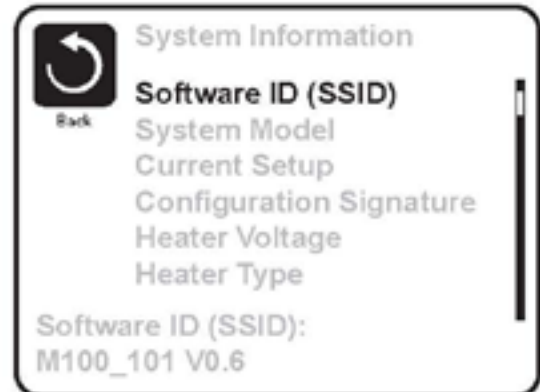 System Information
Software ID (SSID)
Back
System Model
Current Setup
Configuration Signature
Heater Voltage
Heater Type
Software ID (SSID):
M100_101 V0.6